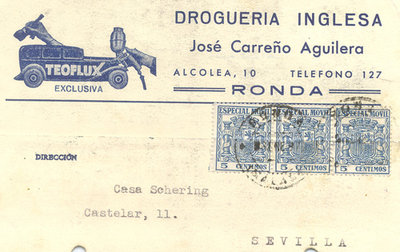 DROGUERIA INGLESA
José Carreño Aguilera
ALCOLEA, 10 TELEFONO 127
RONDA
TEOFLUX
EXCLUSIVA
ESPECIAL MOVIL ESPECIAL MOVIL ESPECIAL MOVIL
5 CENTIMOS 5 CENTIMOS 5 CENTIMOS
DIRECCIÓN
Casa Schering
Castelar, 11.
SEVILLA